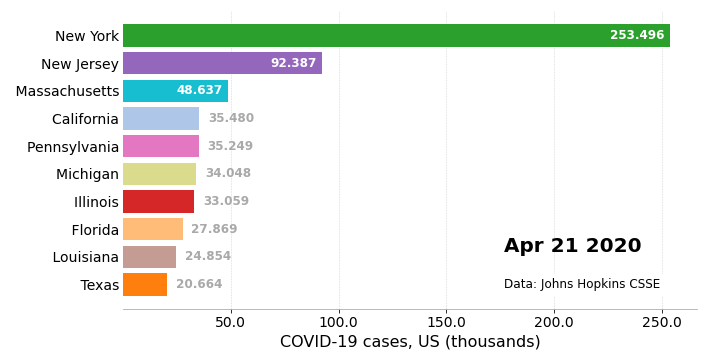 New York 253.496
New Jersey 92.387
Massachusetts 48.637
California 35.480
Pennsylvania 35.249
Michigan 34.048
Illinois 33.059
Florida 27.869
Louisiana 24.854
Texas 20.664
Apr 21 2020
Data: Johns Hopkins CSSE
50.0 100.0 150.0 200.0 250.0
COVID-19 cases, US (thousands)